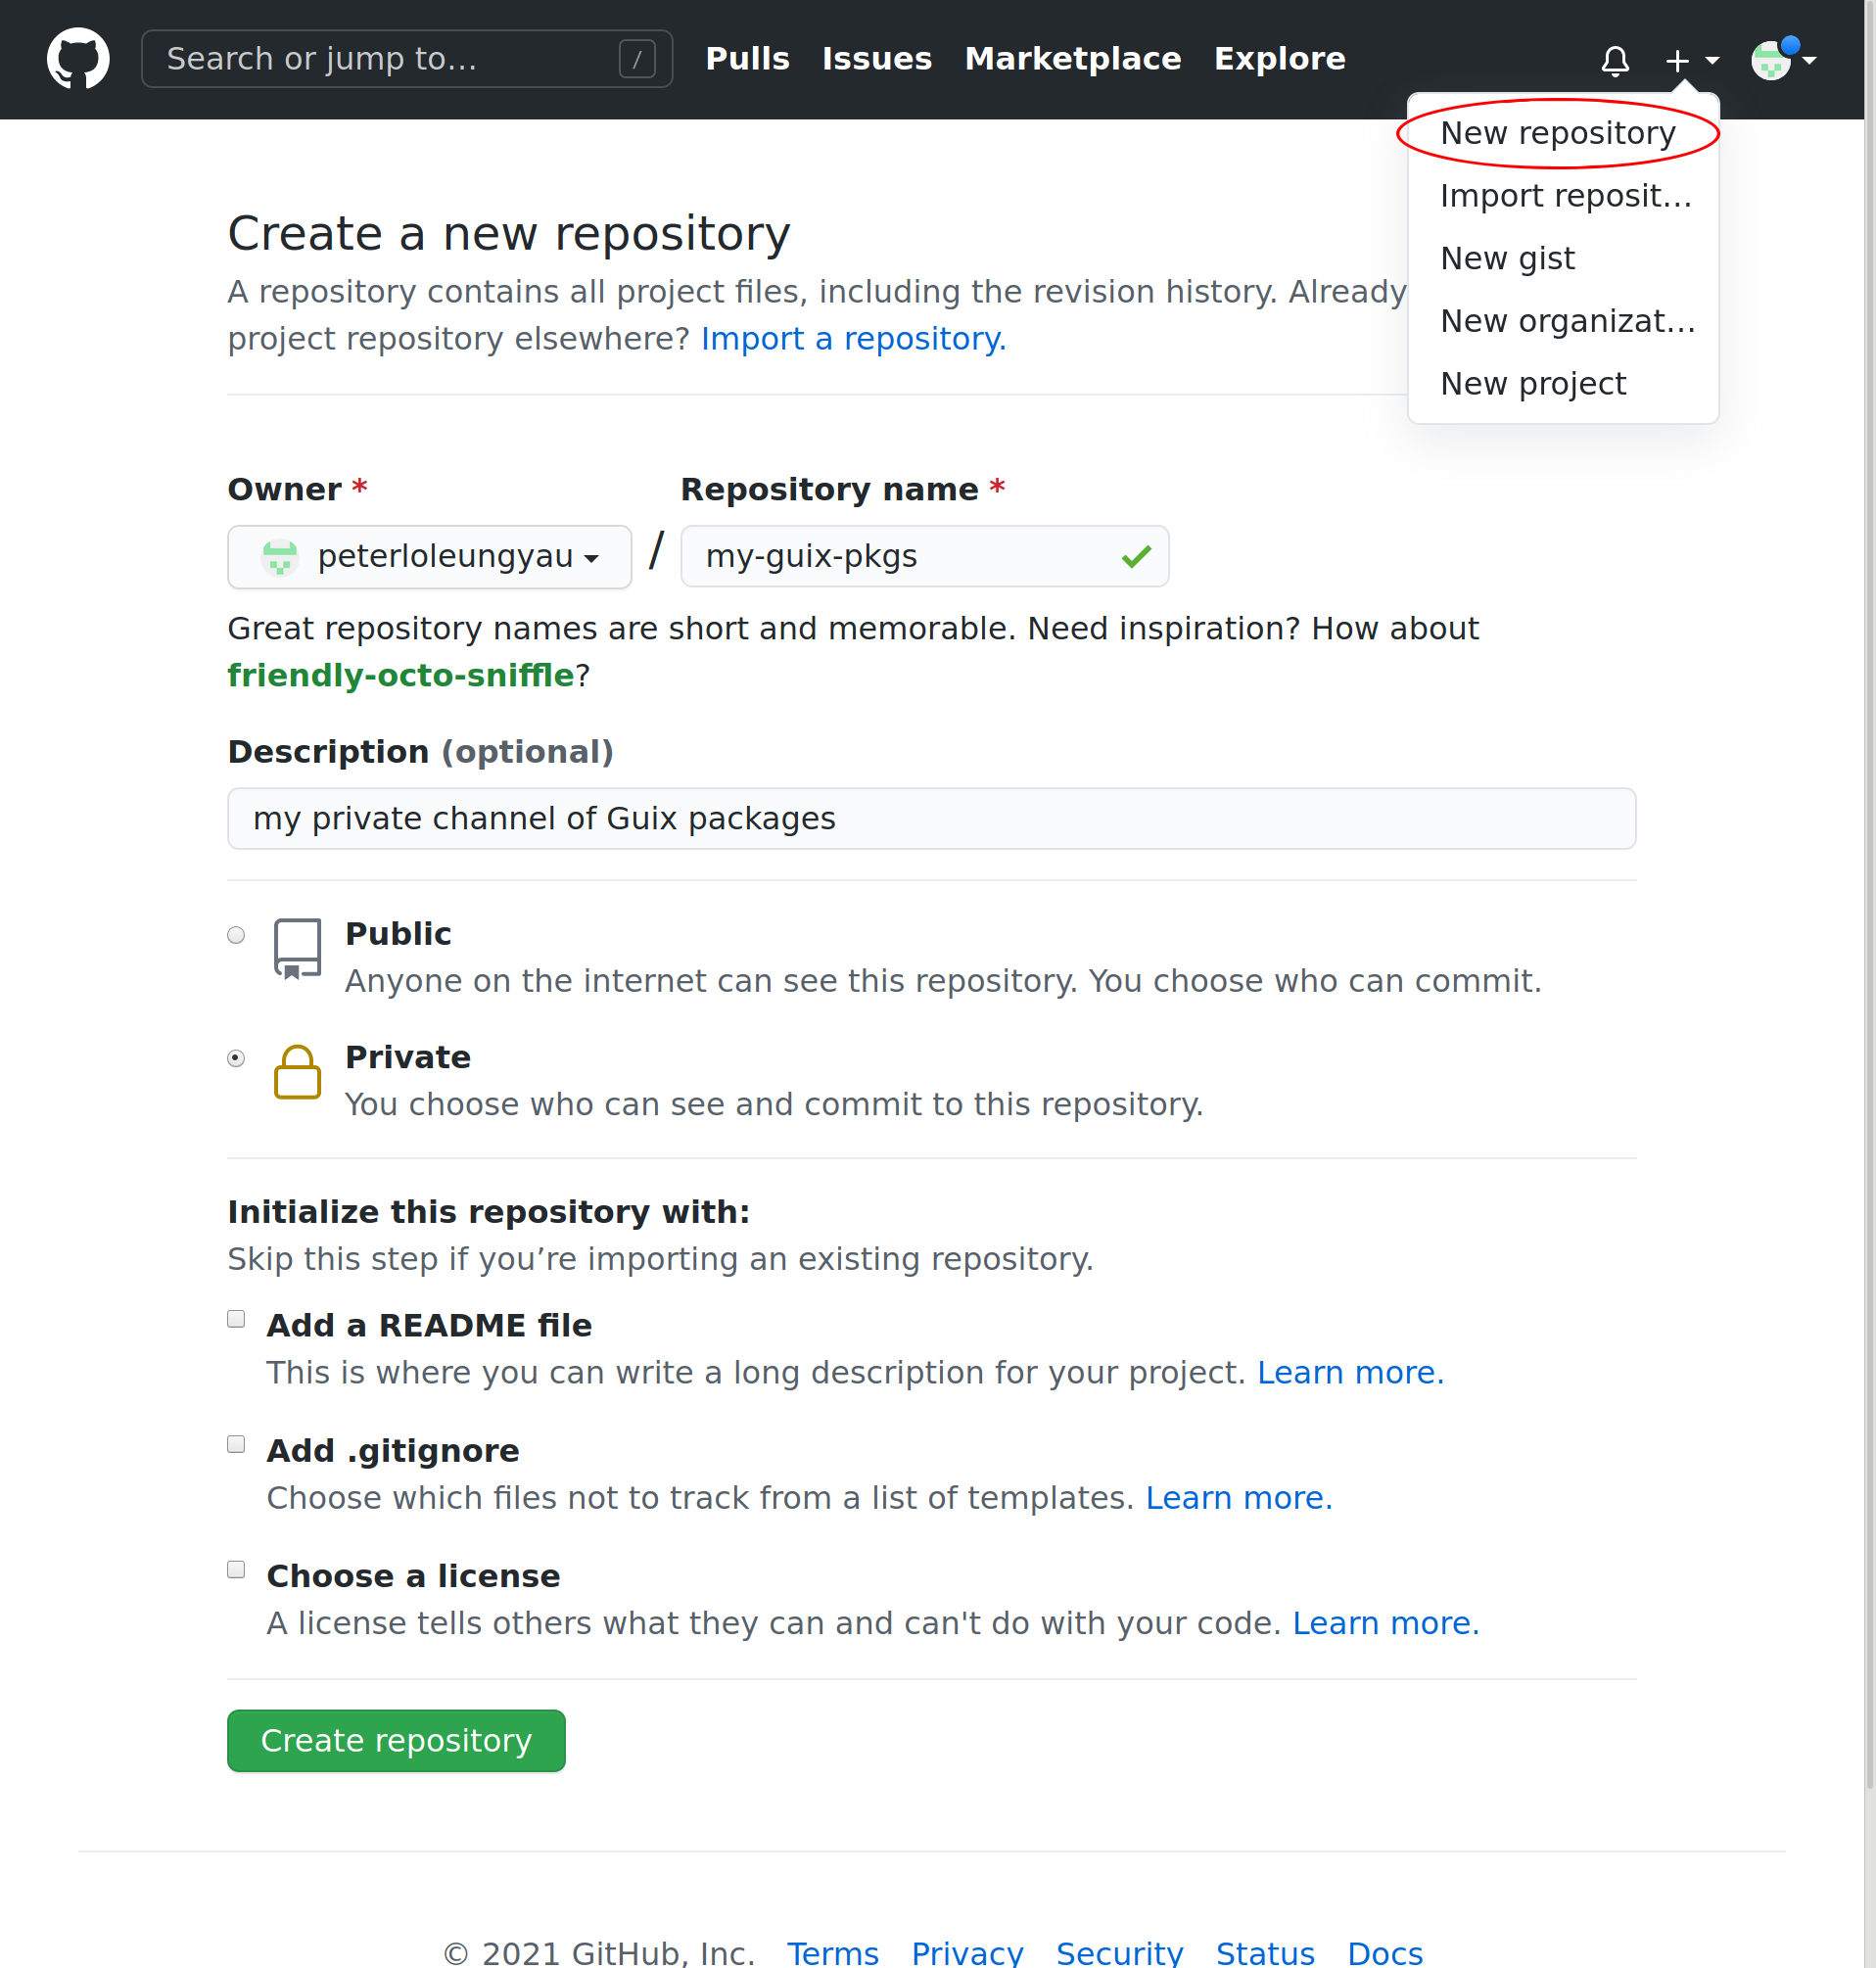 Search or jump to...
/
Pulls
Issues
Marketplace
Explore
New repository
Import reposit...
New gist
New organizat...
New project
Create a new repository
A repository contains all project files, including the revision history. Already
project repository elsewhere? Import a repository.
Owner *
Repository name *
peterloleungyau
/
my-guix-pkgs
Great repository names are short and memorable. Need inspiration? How about
friendly-octo-sniffle?
Description (optional)
my private channel of Guix packages
Public
Anyone on the internet can see this repository. You choose who can commit.
Private
You choose who can see and commit to this repository.
Initialize this repository with:
Skip this step if you’re importing an existing repository.
Add a README file
This is where you can write a long description for your project. Learn more.
Add .gitignore
Choose which files not to track from a list of templates. Learn more.
Choose a license
A license tells others what they can and can't do with your code. Learn more.
Create repository
© 2021 GitHub, Inc. Terms Privacy Security Status Docs